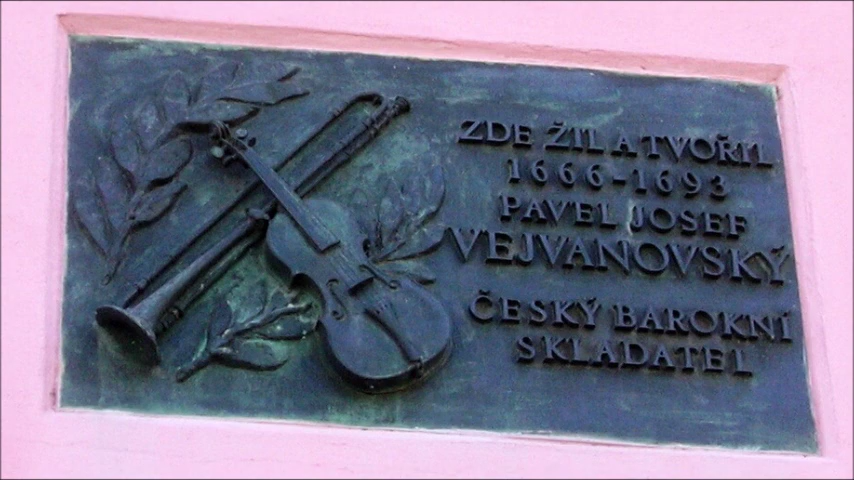 ZDE ŽIL A TVOŘIL
1666-1693
PAVEL JOSEF
VEJVANOVSKÝ
ČESKÝ BAROKNÍ
SKLADATEL